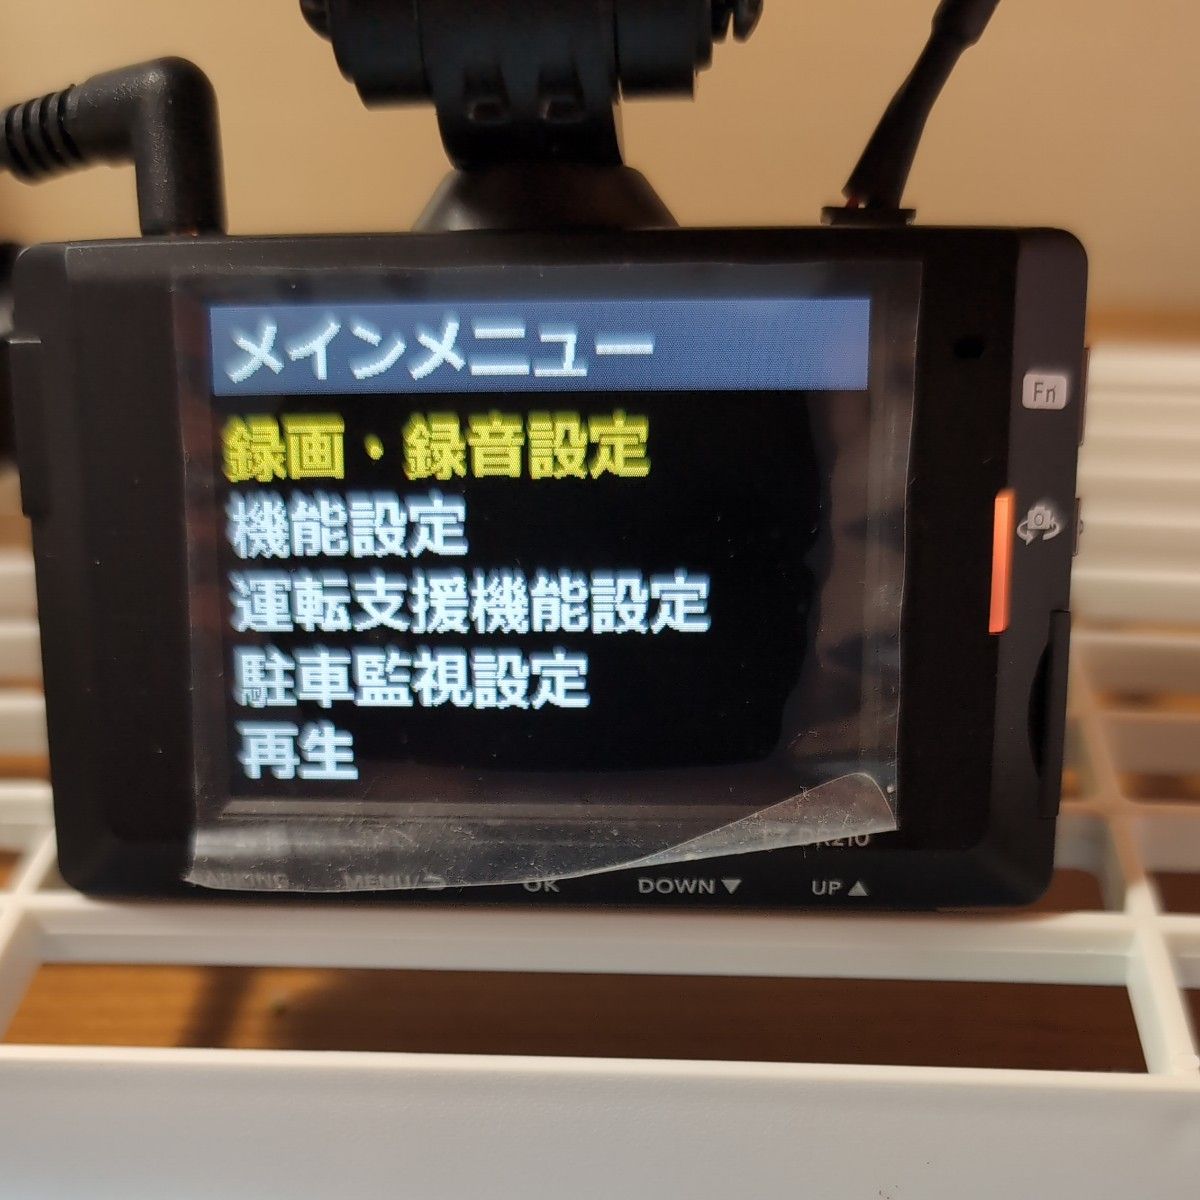 メインメニュー
録画・録音設定
機能設定
運転支援機能設定
駐車監視設定
再生
Fn
PARKING MENU/⮌ OK DOWN▼ UP▲